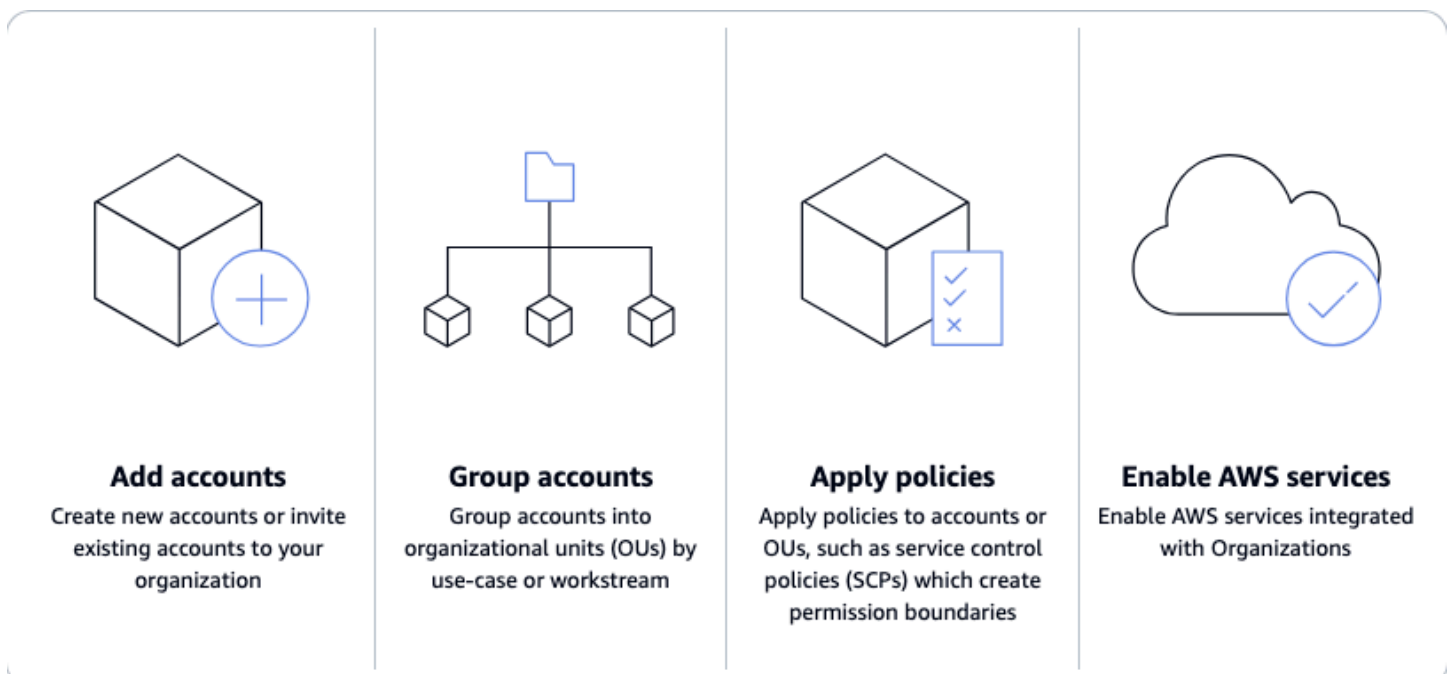 Add accounts
Create new accounts or invite
existing accounts to your
organization
Group accounts
Group accounts into
organizational units (OUs) by
use-case or workstream
Apply policies
Apply policies to accounts or
OUs, such as service control
policies (SCPs) which create
permission boundaries
Enable AWS services
Enable AWS services integrated
with Organizations